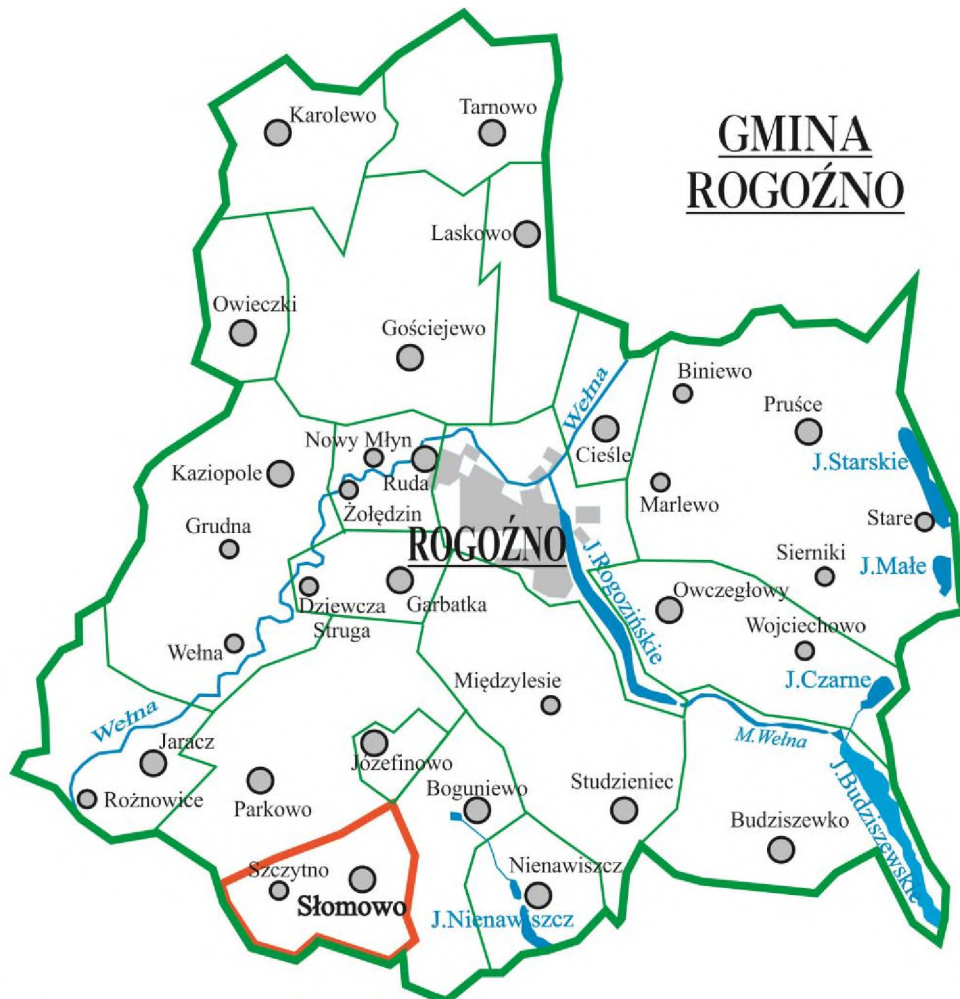 Karolewo
Tarnowo
GMINA
ROGOŹNO
Laskowo
Owieczki
Gościejewo
Wełna
Biniewo
Pruśce
Cieśle
Nowy Młyn
Kaziopole
Ruda
J.Starskie
Żołędzin
Marlewo
Stare
Grudna
ROGOŹNO
Sierniki
J.Małe
J.Rogozińskie
Dziewcza
Struga
Garbatka
Owczegłowy
Wojciechowo
Wełna
Międzylesie
J.Czarne
Wełna
M.Wełna
Jaracz
Józefinowo
Rożnowice
Parkowo
Boguniewo
Studzieniec
J.Budziszewskie
Budziszewko
Szczytno
Słomowo
Nienawiszcz
J.Nienawiszcz